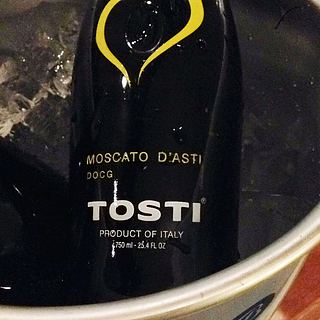 MOSCATO D'ASTI
DOCG
TOSTI®
PRODUCT OF ITALY
750 ml - 25.4 FL OZ